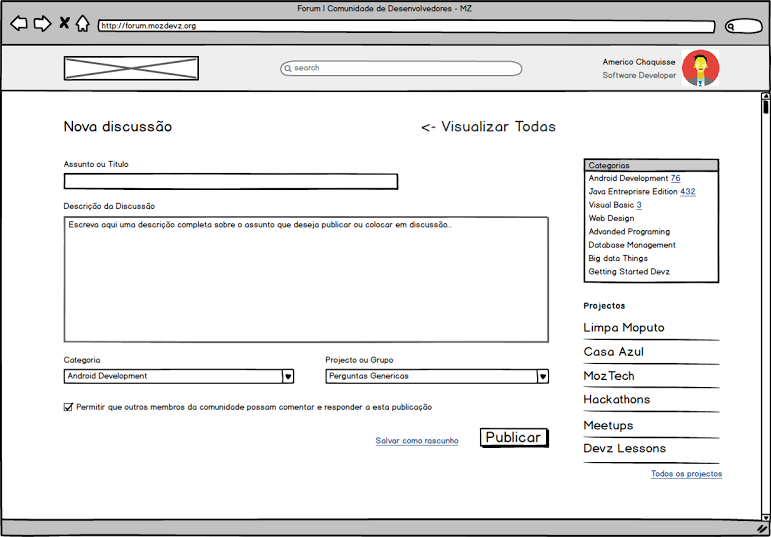 Forum | Comunidade de Desenvolvedores - MZ
http://forum.mozdevz.org
search
Americo Chaquisse
Software Developer
Nova discussão
<- Visualizar Todas
Assunto ou Titulo
Descrição da Discussão
Escreva aqui uma descrição completa sobre o assunto que deseja publicar ou colocar em discussão...
Categoria
Projecto ou Grupo
Android Development
Perguntas Genericas
Permitir que outros membros da comunidade possam comentar e responder a esta publicação
Salvar como rascunho
Publicar
Categorias
Android Development 76
Java Entreprisre Edition 432
Visual Basic 3
Web Design
Advanded Programing
Database Management
Big data Things
Getting Started Devz
Projectos
Limpa Moputo
Casa Azul
MozTech
Hackathons
Meetups
Devz Lessons
Todos os projectos